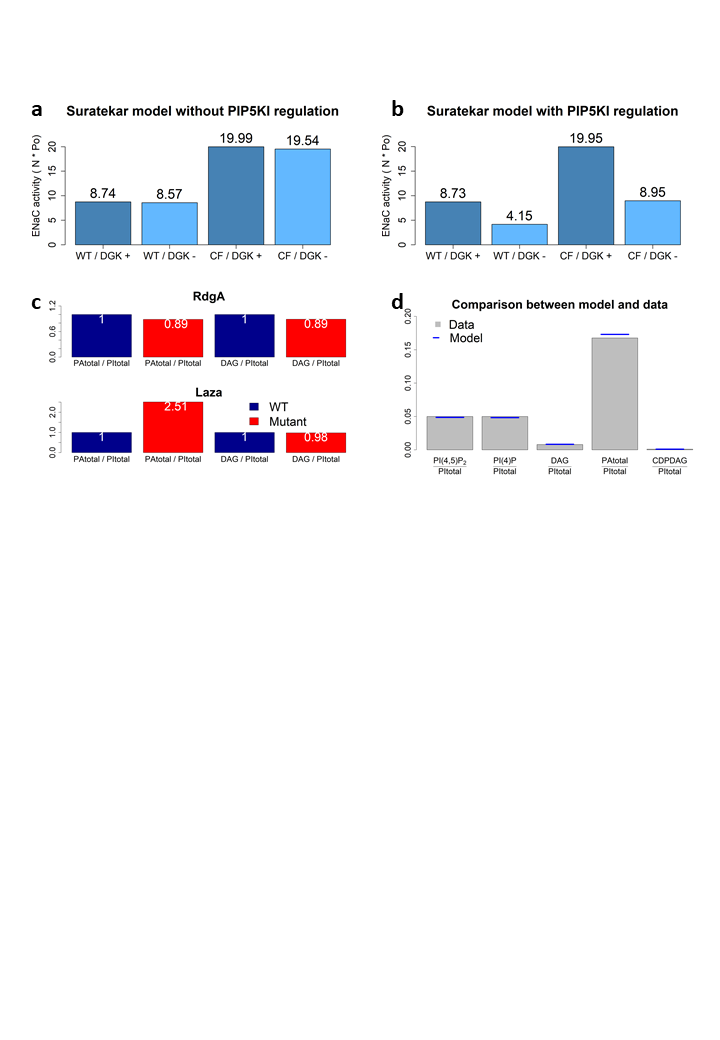 a
Suratekar model without PIP5KI regulation
ENaC activity ( N * Po)
0 5 10 15 20
8.74 8.57 19.99 19.54
WT / DGK + WT / DGK - CF / DGK + CF / DGK -
b
Suratekar model with PIP5KI regulation
ENaC activity ( N * Po)
0 5 10 15 20
8.73 4.15 19.95 8.95
WT / DGK + WT / DGK - CF / DGK + CF / DGK -
c
RdgA
0.0 0.6 1.2
1 0.89 1 0.89
PAtotal / PItotal PAtotal / PItotal DAG / PItotal DAG / PItotal
Laza
0.0 1.0 2.0
WT
Mutant
1 2.51 1 0.98
PAtotal / PItotal PAtotal / PItotal DAG / PItotal DAG / PItotal
d
Comparison between model and data
0.00 0.05 0.10 0.15 0.20
Data
Model
PI(4,5)P₂ PI(4)P DAG PAtotal CDPDAG
PItotal PItotal PItotal PItotal PItotal